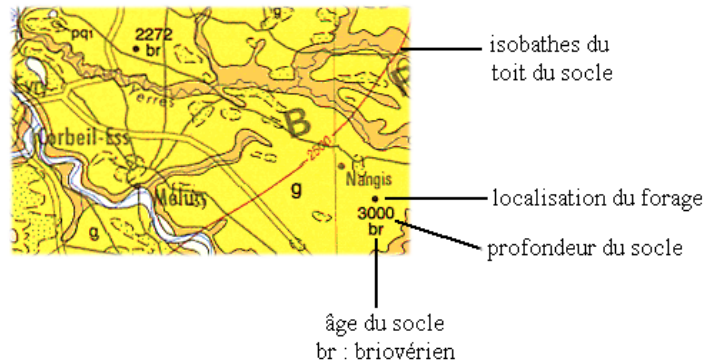 pq1
g
2272
br
isobathes du
toit du socle
Evry
Yerres
B
Corbeil-Ess
2500
Nangis
Melun
g
g
localisation du forage
3000
br
profondeur du socle
âge du socle
br : briovérien